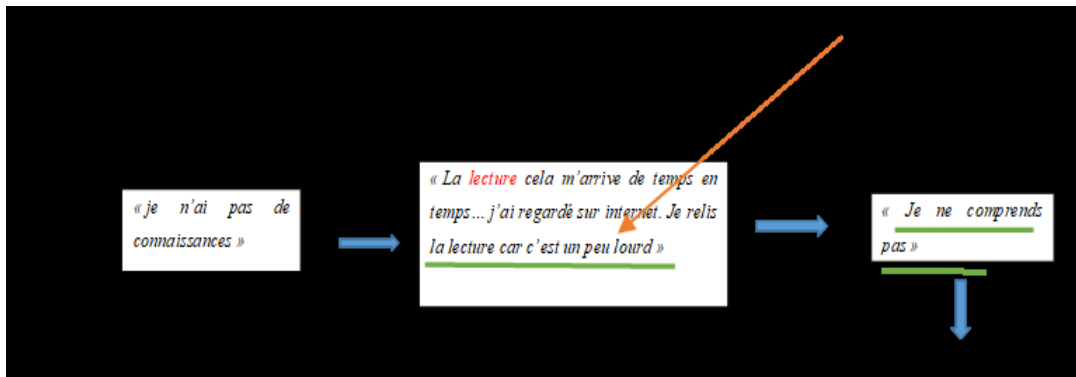 « je n'ai pas de
connaissances »
« La lecture cela m'arrive de temps en
temps… j'ai regardé sur internet. Je relis
la lecture car c'est un peu lourd »
« Je ne comprends
pas »